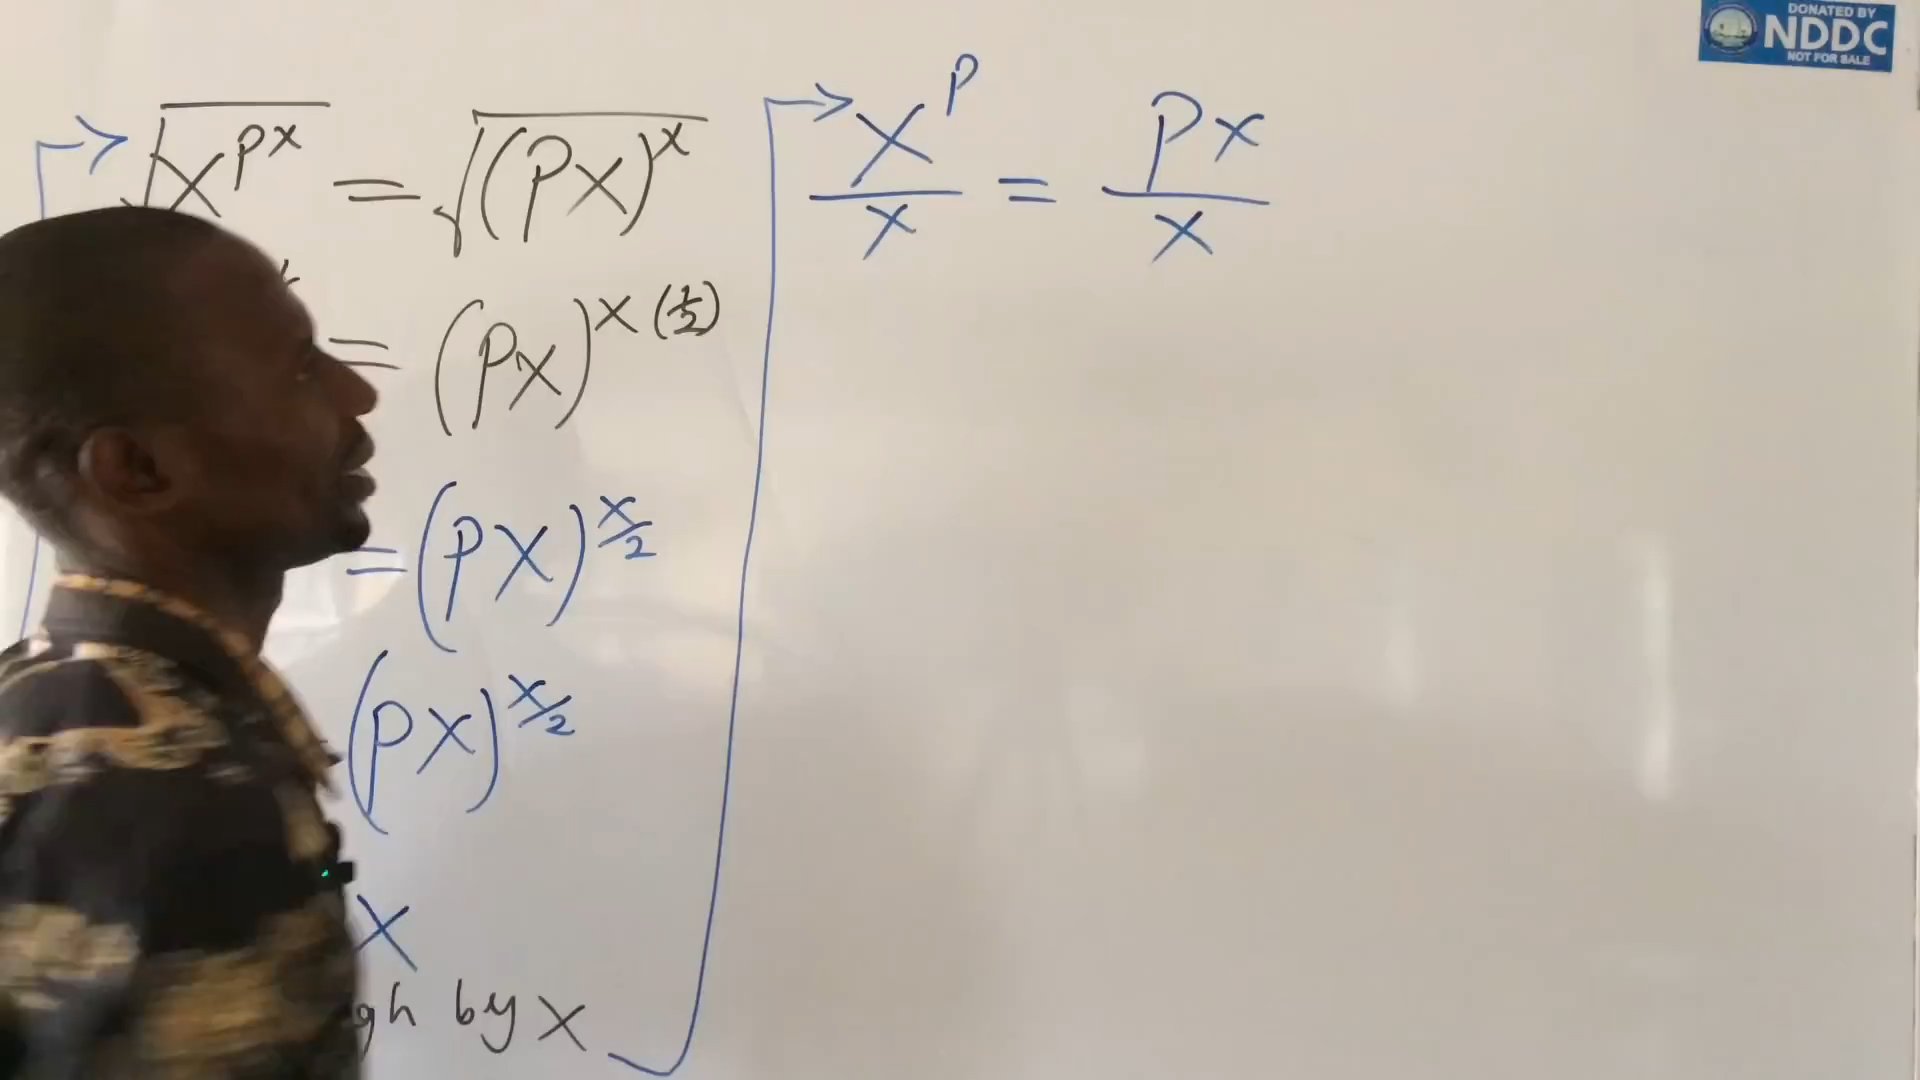 √(x^px) = √((Px)^x)
= (Px)^x(1/2)
= (Px)^x/2
(Px)^x/2
x
gh by x
x^P/x = Px/x
DONATED BY
NDDC
NOT FOR SALE